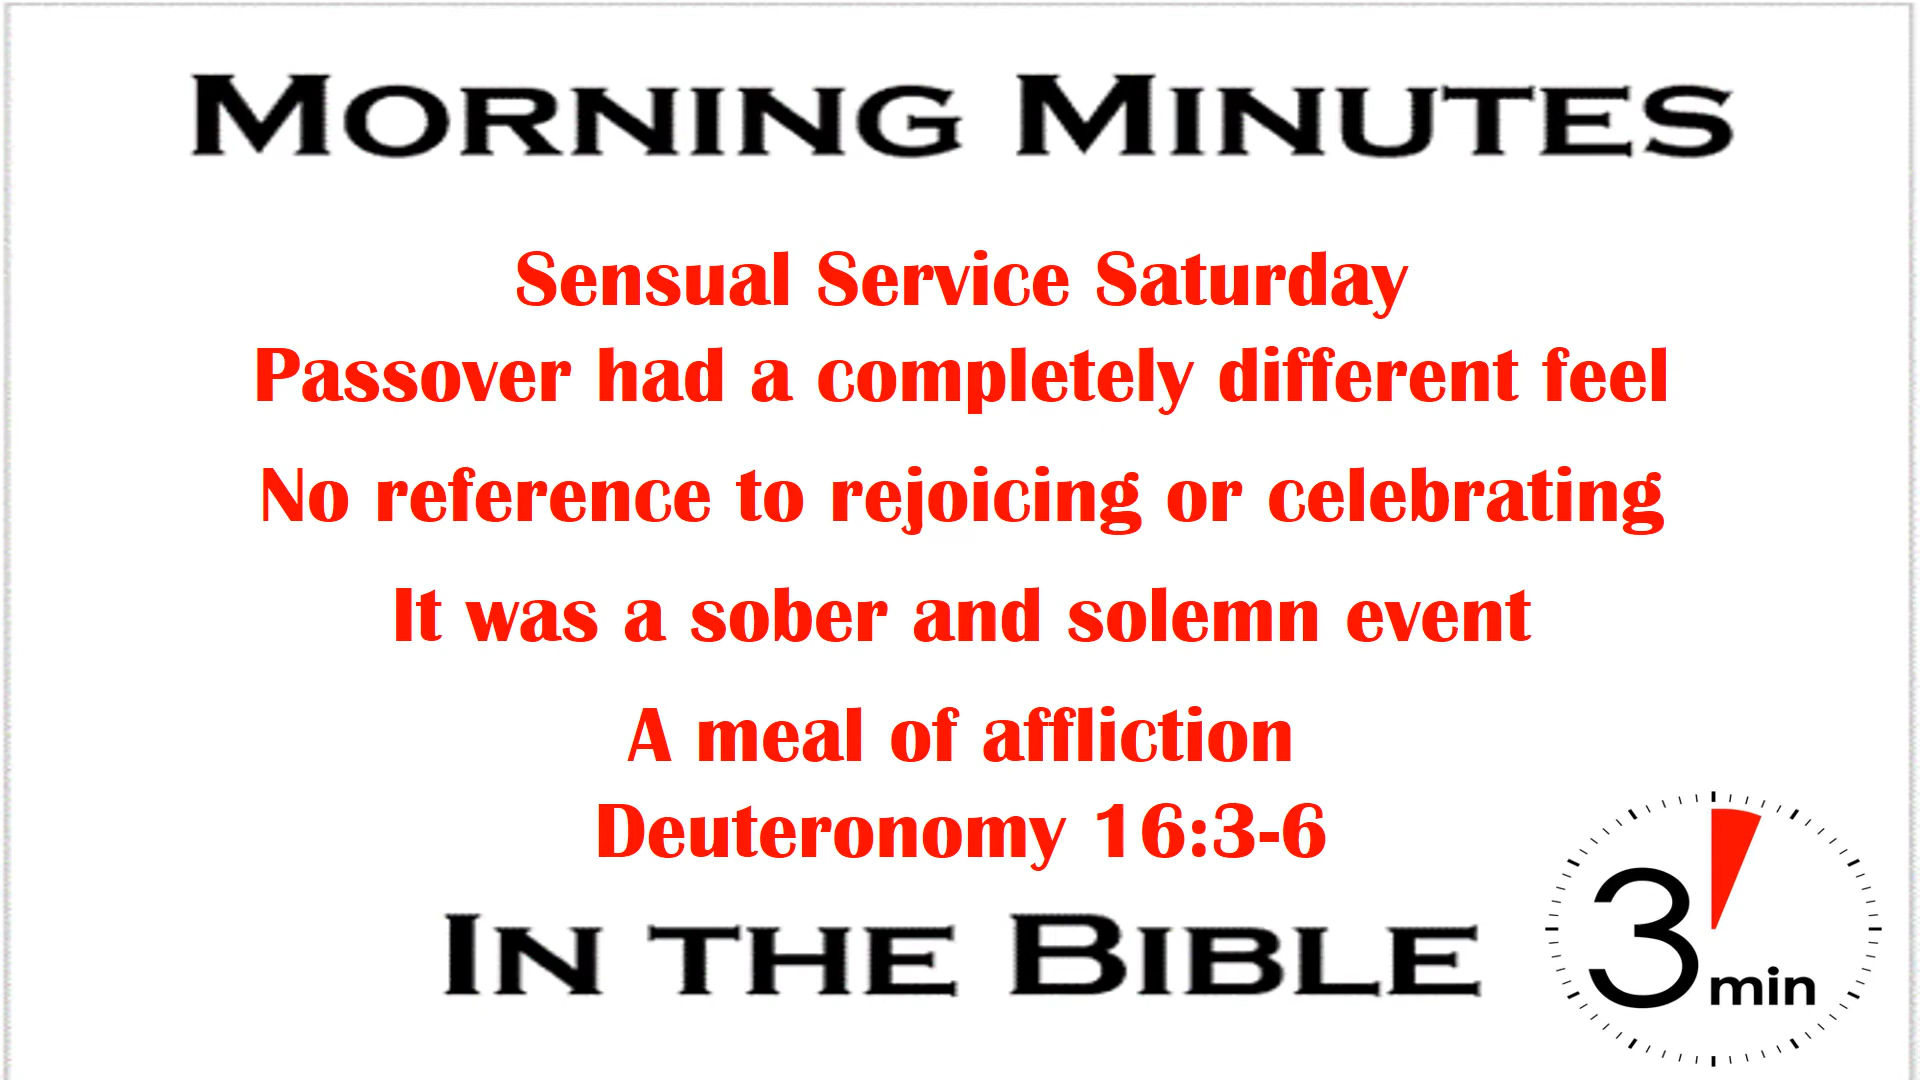 Morning Minutes
Sensual Service Saturday
Passover had a completely different feel
No reference to rejoicing or celebrating
It was a sober and solemn event
A meal of affliction
Deuteronomy 16:3-6
In the Bible
3 min